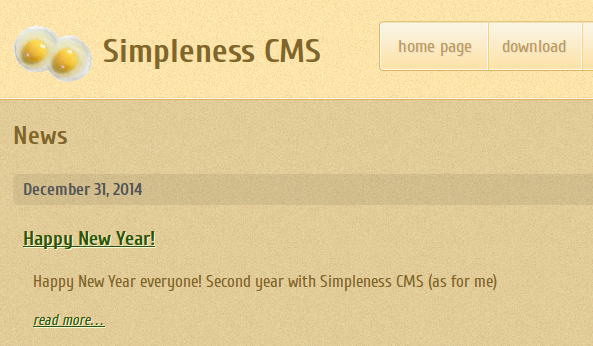 Simpleness CMS
home page
download
News
December 31, 2014
Happy New Year!
Happy New Year everyone! Second year with Simpleness CMS (as for me)
read more...